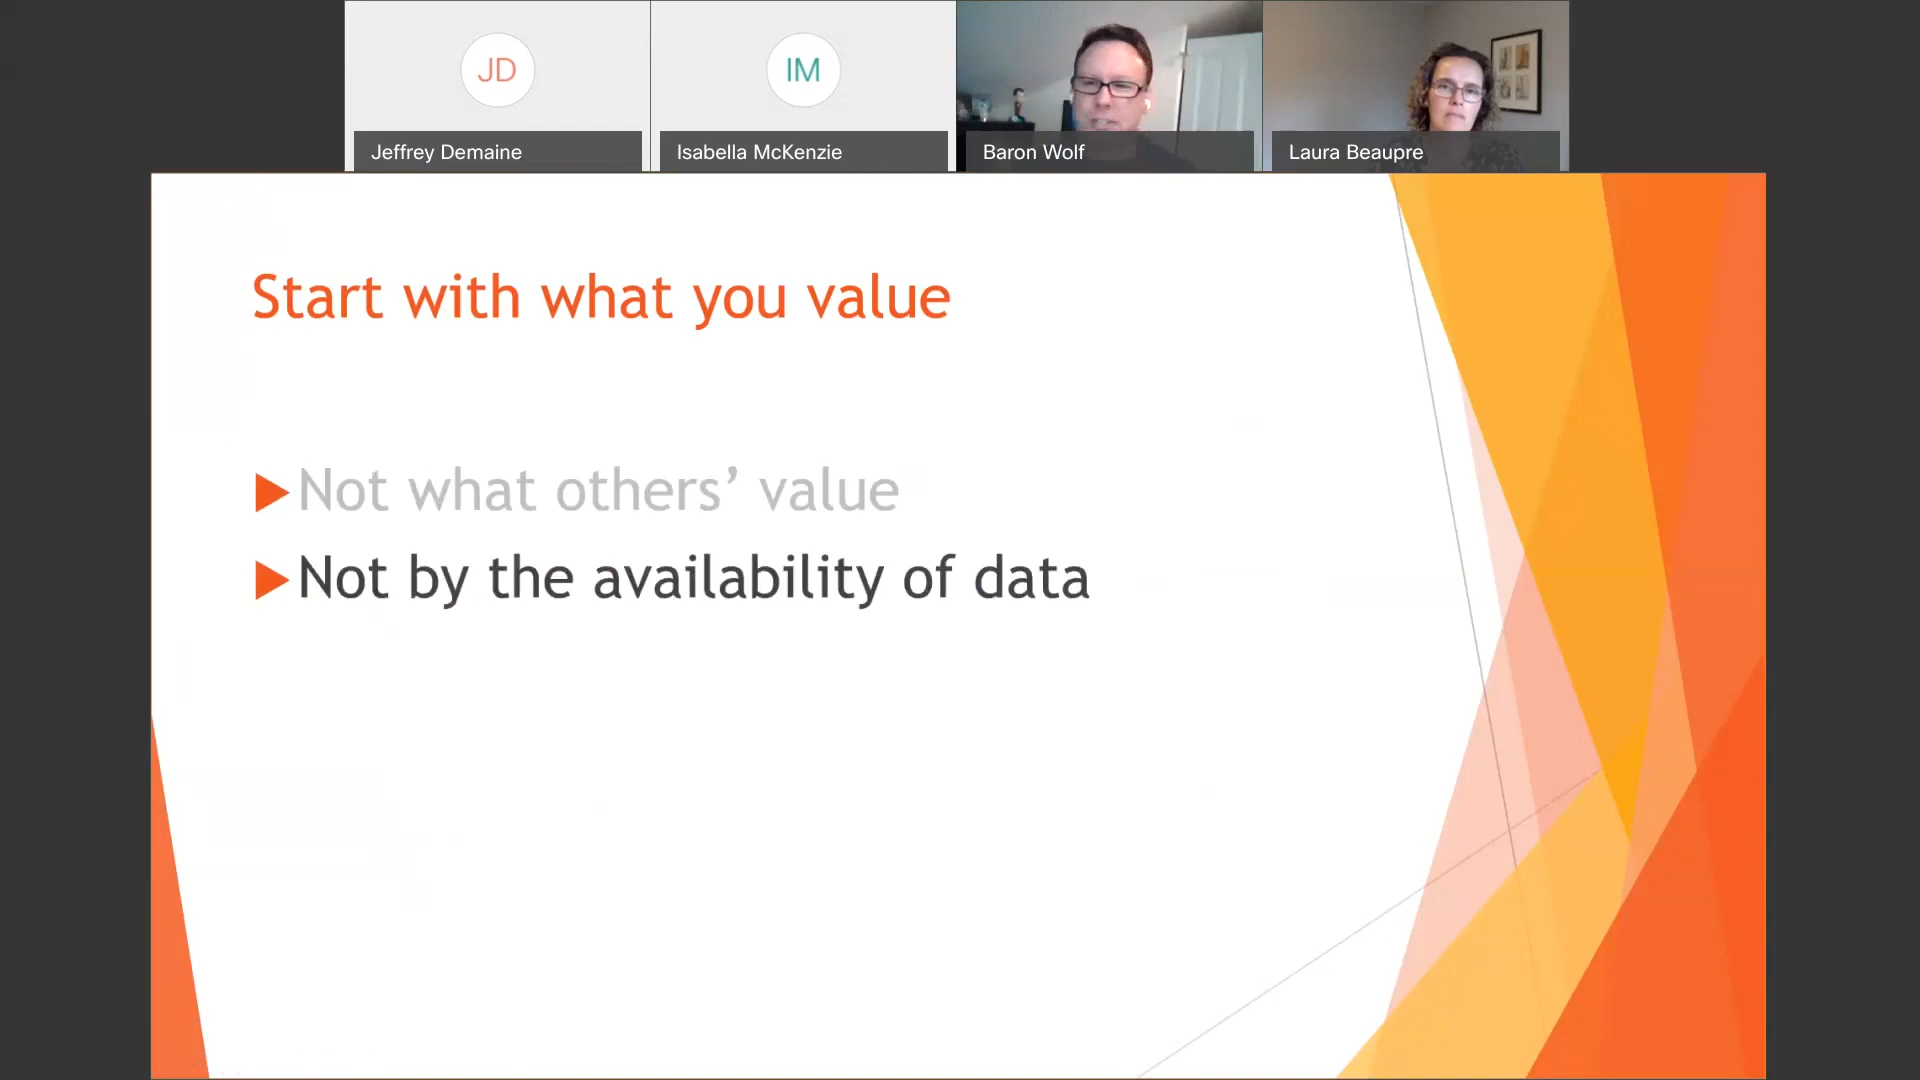 JD
IM
Jeffrey Demaine
Isabella McKenzie
Baron Wolf
Laura Beaupre
Start with what you value
Not what others’ value
Not by the availability of data